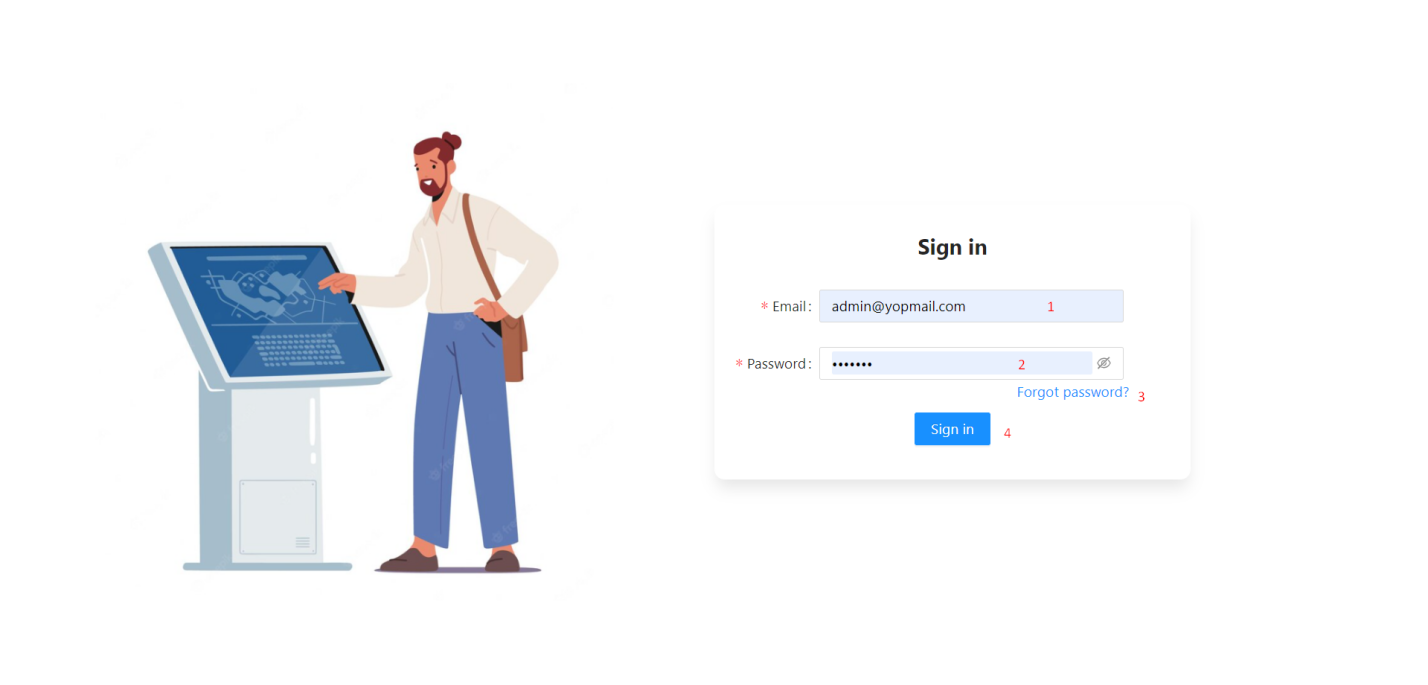 Sign in
* Email: admin@yopmail.com 1
* Password: ••••••• 2
Forgot password? 3
Sign in 4